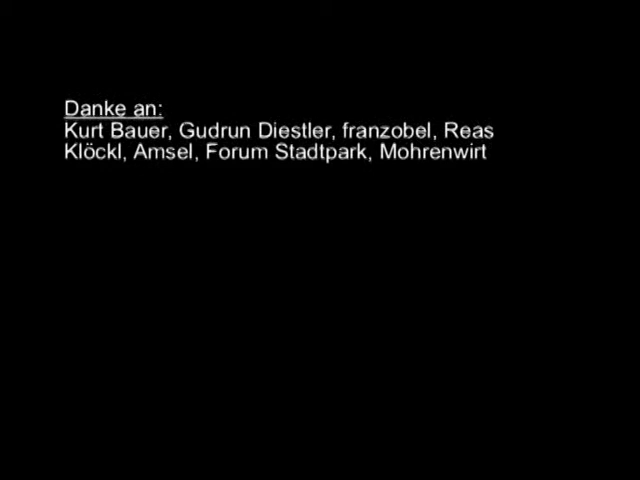 Danke an:
Kurt Bauer, Gudrun Diestler, franzobel, Reas
Klöckl, Amsel, Forum Stadtpark, Mohrenwirt